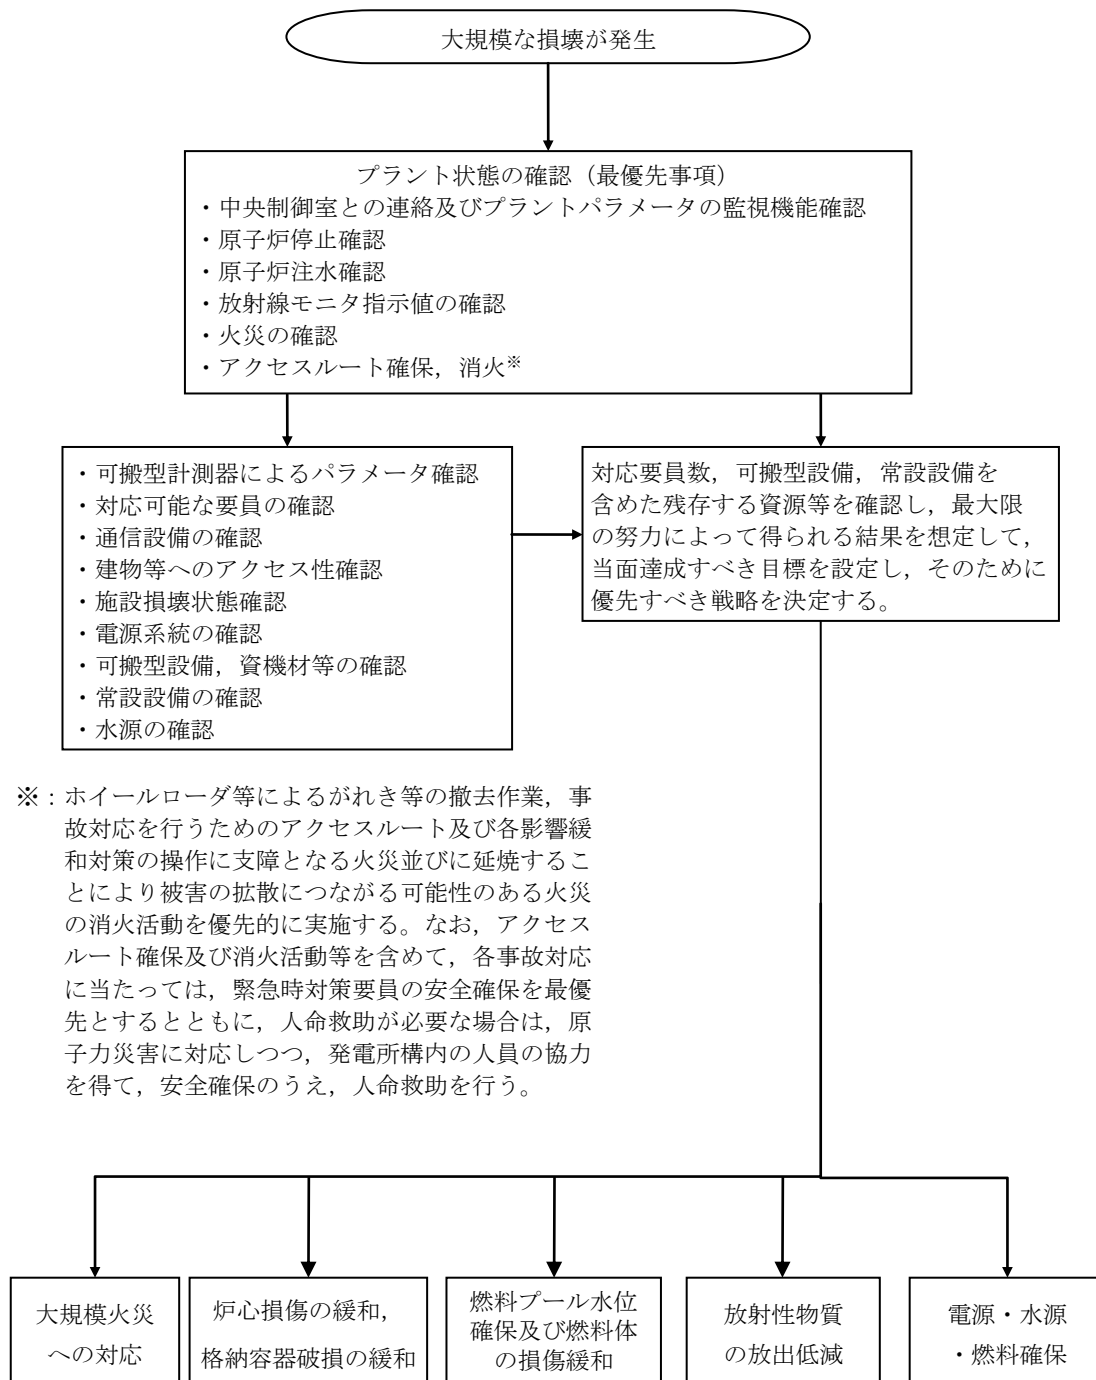 大規模な損壊が発生
プラント状態の確認（最優先事項）
・中央制御室との連絡及びプラントパラメータの監視機能確認
・原子炉停止確認
・原子炉注水確認
・放射線モニタ指示値の確認
・火災の確認
・アクセスルート確保，消火※
・可搬型計測器によるパラメータ確認
・対応可能な要員の確認
・通信設備の確認
・建物等へのアクセス性確認
・施設損壊状態確認
・電源系統の確認
・可搬型設備，資機材等の確認
・常設設備の確認
・水源の確認
対応要員数，可搬型設備，常設設備を
含めた残存する資源等を確認し，最大限
の努力によって得られる結果を想定して，
当面達成すべき目標を設定し，そのために
優先すべき戦略を決定する。
※：ホイールローダ等によるがれき等の撤去作業，事
故対応を行うためのアクセスルート及び各影響緩
和対策の操作に支障となる火災並びに延焼するこ
とにより被害の拡散につながる可能性のある火災
の消火活動を優先的に実施する。なお，アクセス
ルート確保及び消火活動等を含めて，各事故対応
に当たっては，緊急時対策要員の安全確保を最優
先とするとともに，人命救助が必要な場合は，原
子力災害に対応しつつ，発電所構内の人員の協力
を得て，安全確保のうえ，人命救助を行う。
大規模火災
への対応
炉心損傷の緩和，
格納容器破損の緩和
燃料プール水位
確保及び燃料体
の損傷緩和
放射性物質
の放出低減
電源・水源
・燃料確保